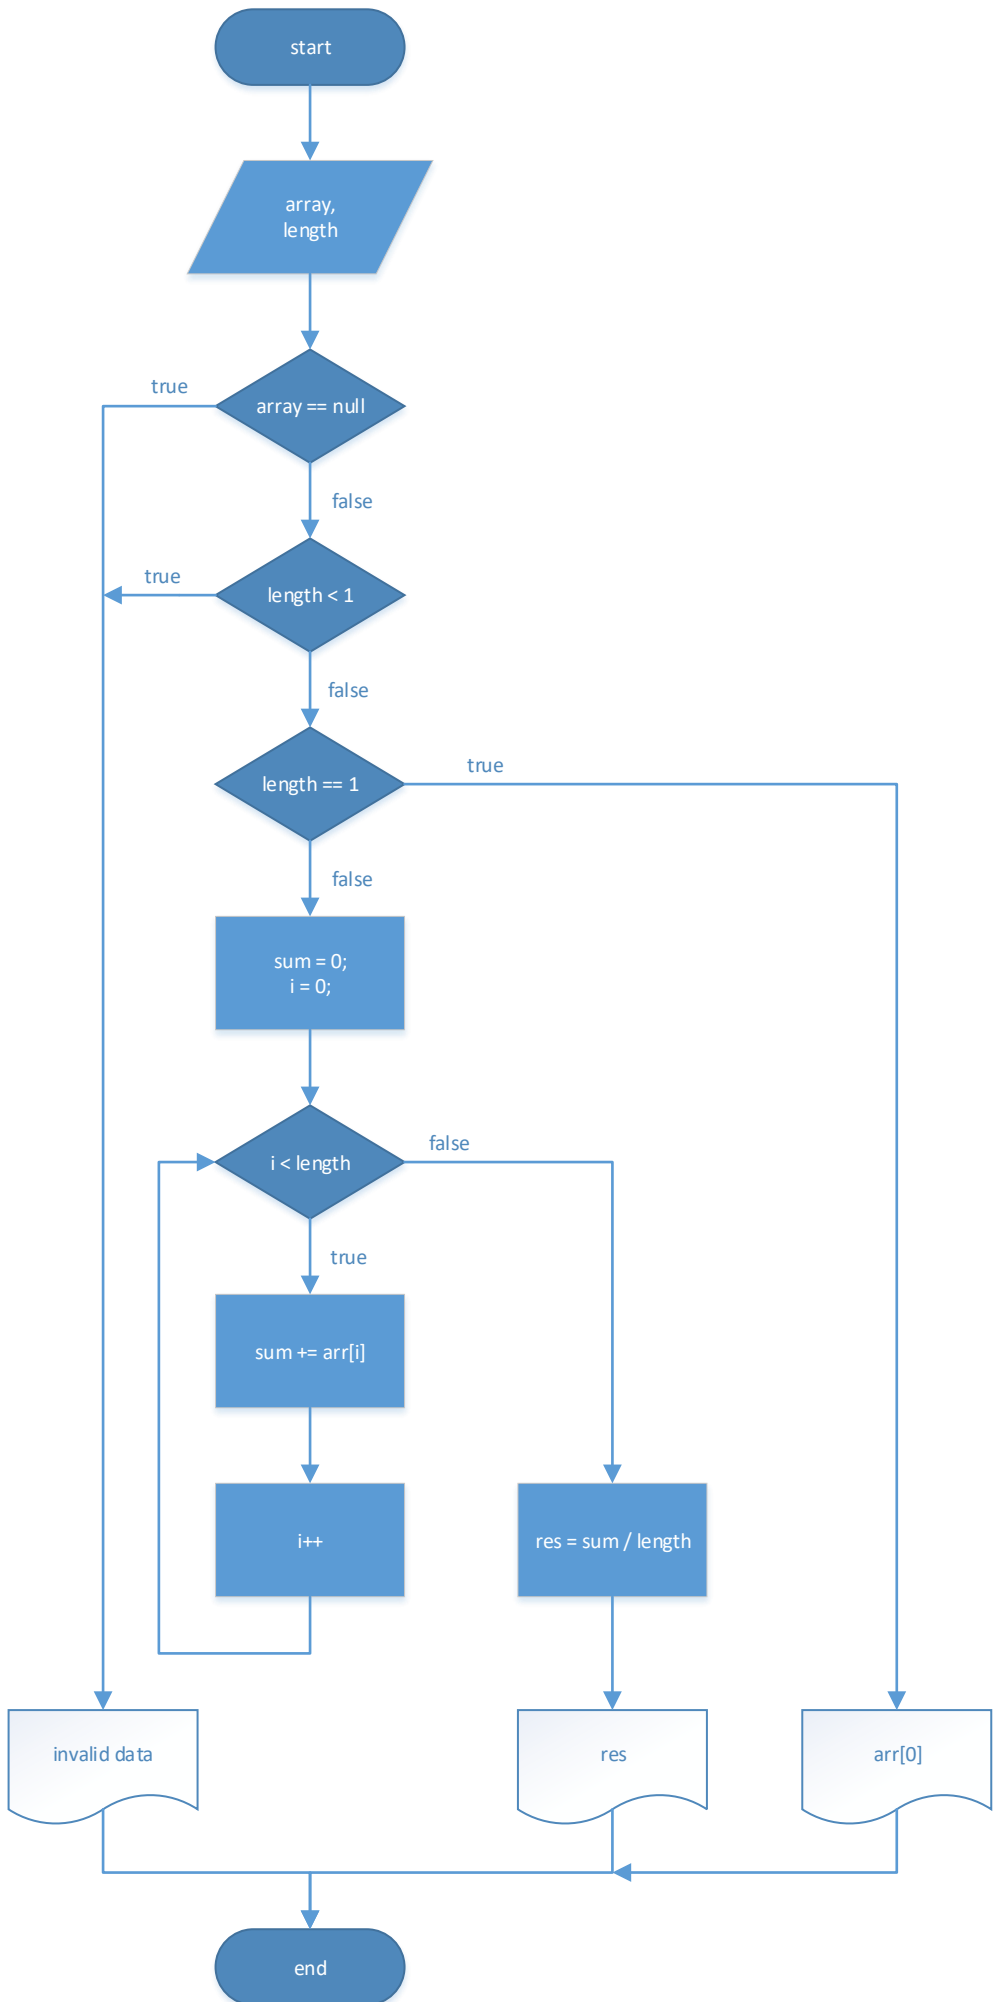 start
array,
length
array == null
true
false
length < 1
true
false
length == 1
true
false
sum = 0;
i = 0;
i < length
false
true
sum += arr[i]
i++
res = sum / length
invalid data
res
arr[0]
end